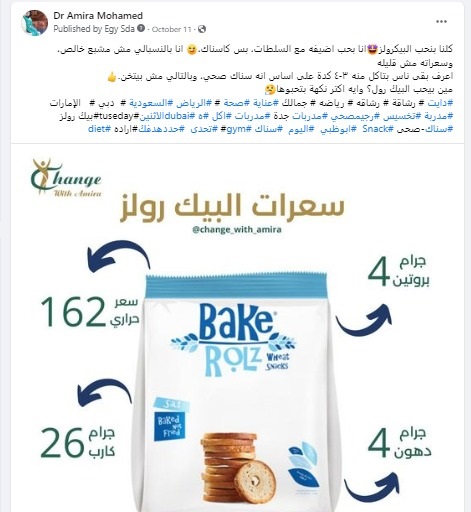 Dr Amira Mohamed
Published by Egy Sda · October 11 ·
كلنا بنحب البيكرولز🤩انا بحب اضيفه مع السلطات، بس كاسناك،😉 انا بالنسبالي مش مشبع خالص،
وسعراته مش قليله
اعرف بقى ناس بتاكل منه ٣-٤ كدة على اساس انه سناك صحي، وبالتالي مش بيتخن.👍
مين بيحب البيك رول؟ وايه اكتر نكهة بتحبوها🤔
#دايت # رشاقة # رشاقه # رياضه # جمالك #عناية #صحة # #الرياض #السعودية # دبي # الإمارات
#مدربة #تخسيس #رجيمصحي #مدربات جدة #مدربات #اكل #ه #dubaiالاثنين#tuseday#بيك رولز
#سناك-صحى # Snack #ابوظبي #اليوم #سناك #gym# #تحدى #حددهدفك#اراده #diet
Change
With Amira
سعرات البيك رولز
@change_with_amira
4 جرام بروتين
162 سعر حراري
BaKe
ROLZ
Wheat
Snacks
SaLT
Baked
Not
Fried
26 جرام كارب
4 جرام دهون